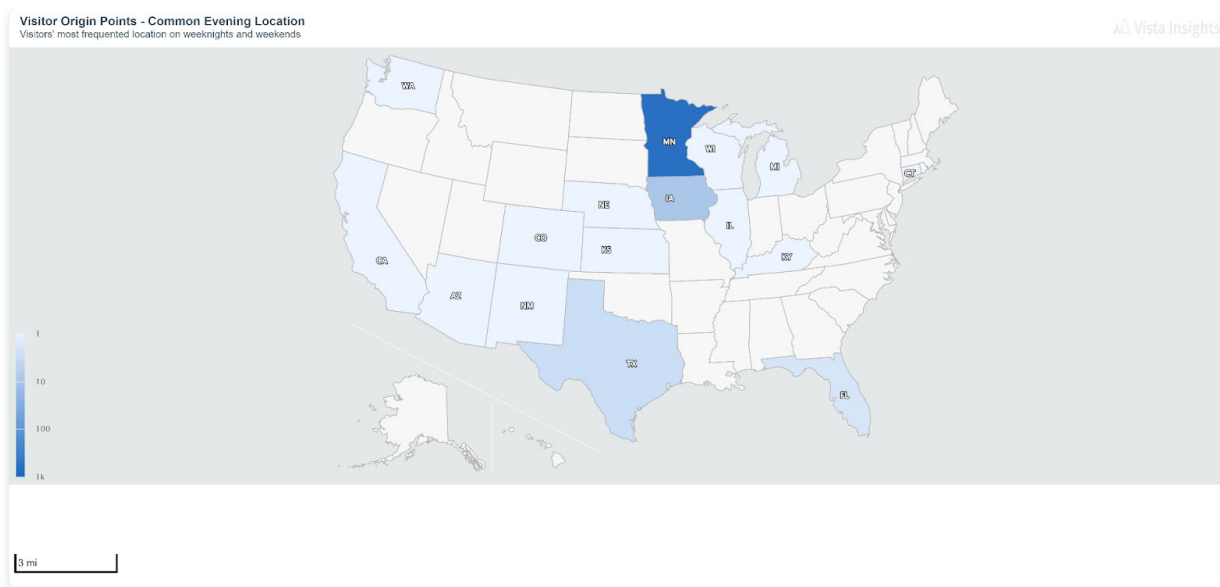 Visitor Origin Points - Common Evening Location
Visitors' most frequented location on weeknights and weekends
Vista Insights
WA
MN
WI
MI
CT
IA
NE
IL
CO
KS
KY
CA
AZ
NM
TX
FL
1
10
100
1k
3 mi